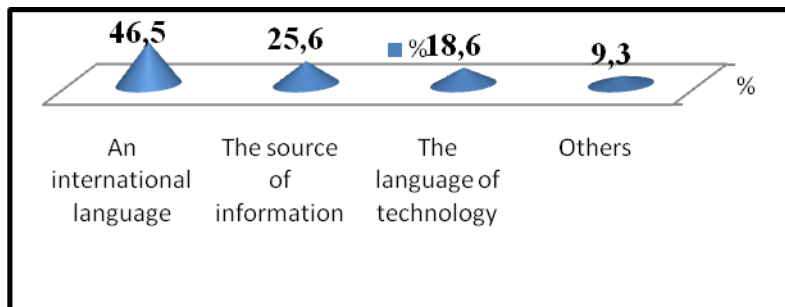 46,5
25,6
%
18,6
9,3
%
An
international
language
The source
of
information
The
language of
technology
Others